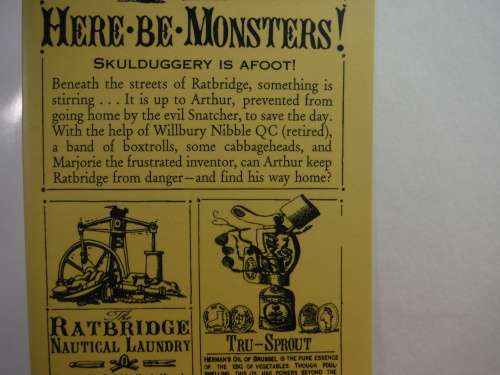 HERE·BE·MONSTERS!
SKULDUGGERY IS AFOOT!
Beneath the streets of Ratbridge, something is
stirring . . . It is up to Arthur, prevented from
going home by the evil Snatcher, to save the day.
With the help of Willbury Nibble QC (retired),
a band of boxtrolls, some cabbageheads, and
Marjorie the frustrated inventor, can Arthur keep
Ratbridge from danger—and find his way home?
The
RATBRIDGE
NAUTICAL LAUNDRY
TRU–SPROUT
HERMAN'S OIL OF BRUSSEL IS THE PURE ESSENCE
OF THE KING OF VEGETABLES. THOUGH FOUL-
SMELLING, THIS OIL HAS POWERS BEYOND THE